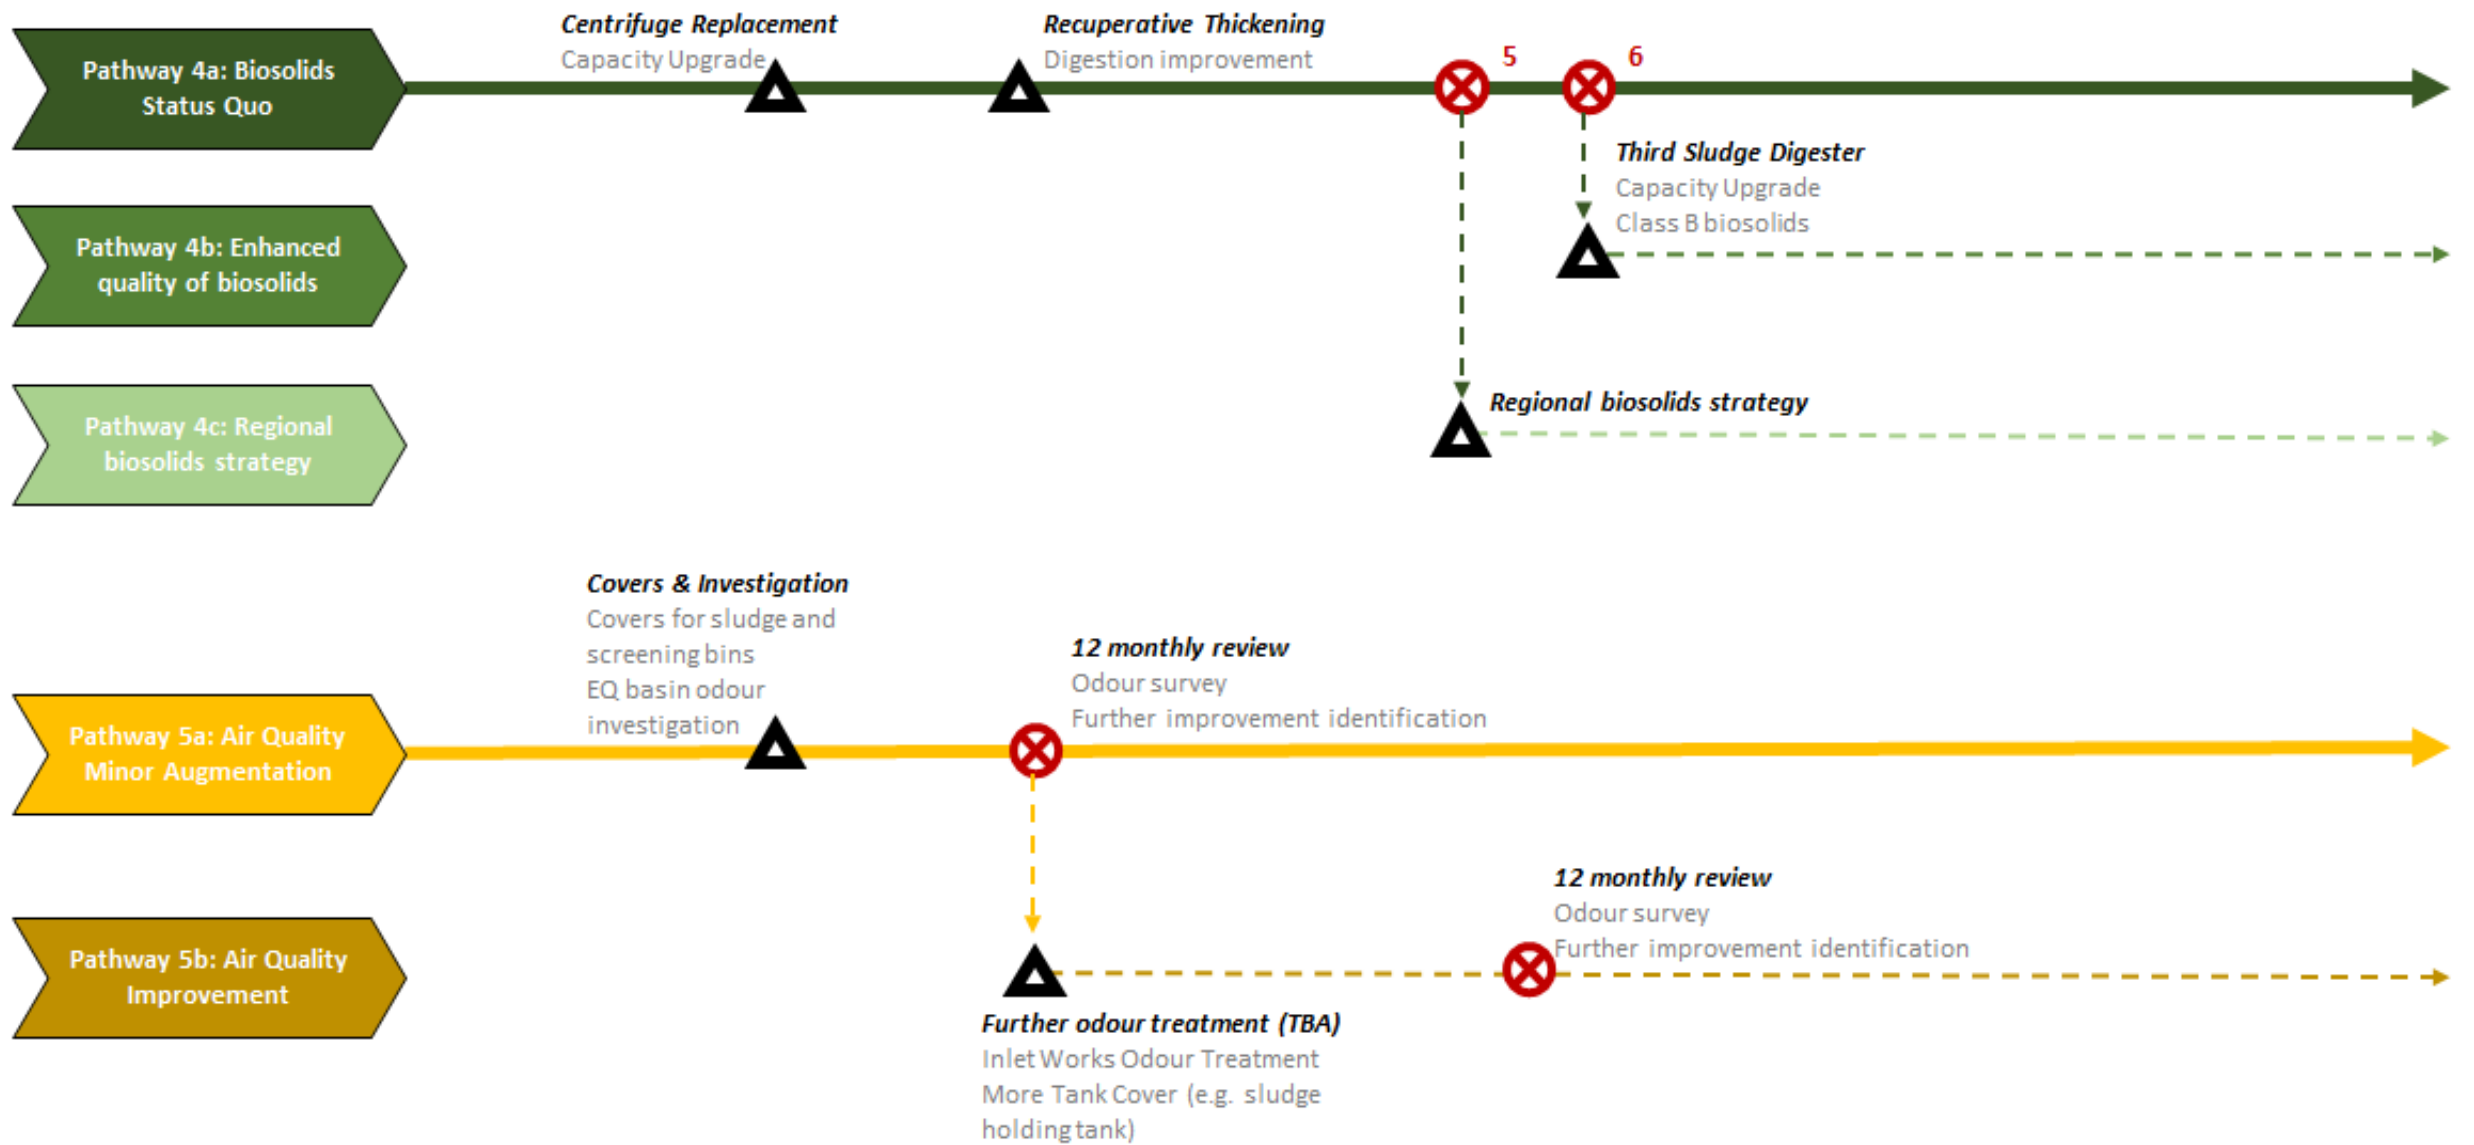 Centrifuge Replacement
Capacity Upgrade
Recuperative Thickening
Digestion improvement
5
6
Pathway 4a: Biosolids
Status Quo
Third Sludge Digester
Capacity Upgrade
Class B biosolids
Pathway 4b: Enhanced
quality of biosolids
Regional biosolids strategy
Pathway 4c: Regional
biosolids strategy
Covers & Investigation
Covers for sludge and
screening bins
EQ basin odour
investigation
12 monthly review
Odour survey
Further improvement identification
Pathway 5a: Air Quality
Minor Augmentation
12 monthly review
Odour survey
Further improvement identification
Pathway 5b: Air Quality
Improvement
Further odour treatment (TBA)
Inlet Works Odour Treatment
More Tank Cover (e.g. sludge
holding tank)